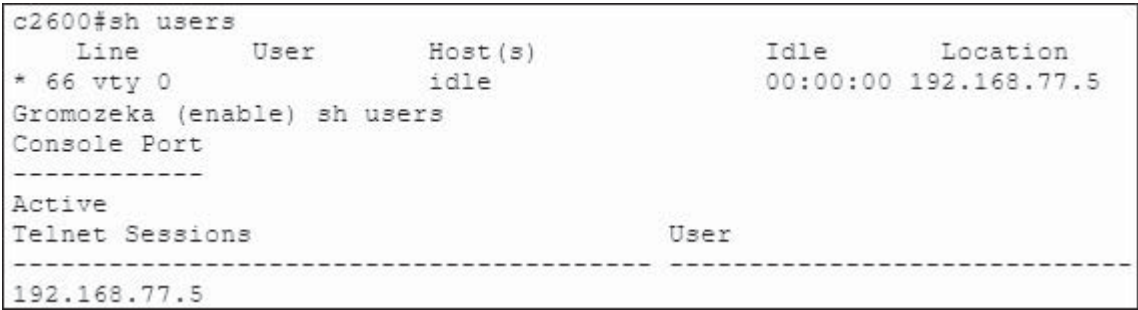 c2600#sh users
    Line       User       Host(s)              Idle       Location
* 66 vty 0                idle                 00:00:00 192.168.77.5
Gromozeka (enable) sh users
Console Port
------------
Active
Telnet Sessions                          User
---------------------------------------- -----------------------------
192.168.77.5